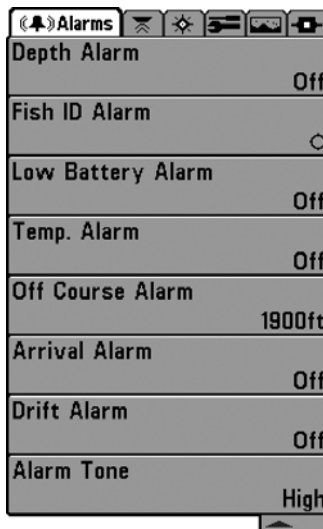 Alarms
Depth Alarm
Off
Fish ID Alarm
Low Battery Alarm
Off
Temp. Alarm
Off
Off Course Alarm
1900ft
Arrival Alarm
Off
Drift Alarm
Off
Alarm Tone
High